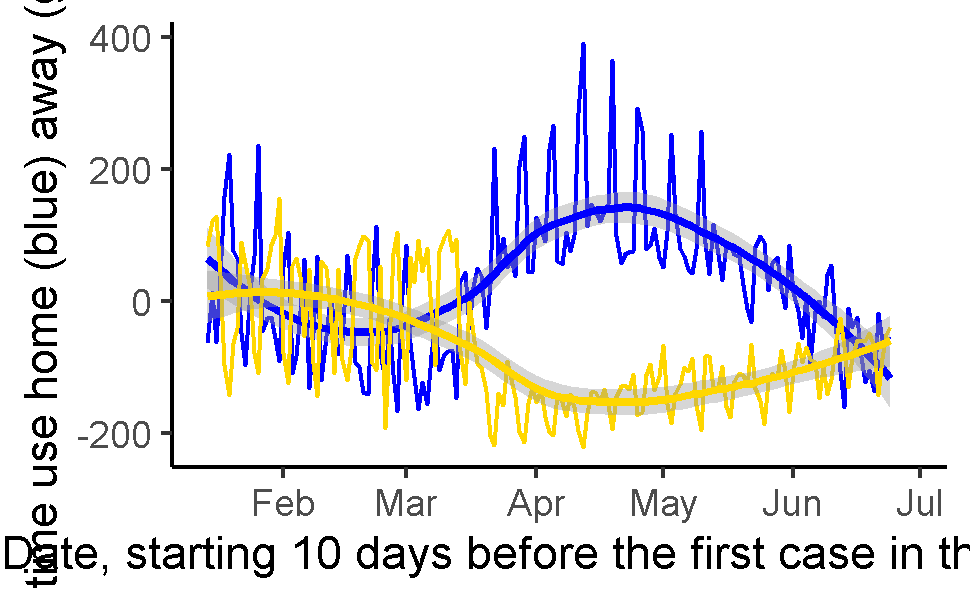 time use home (blue) away (
400
200
0
-200
Feb Mar Apr May Jun Jul
Date, starting 10 days before the first case in th